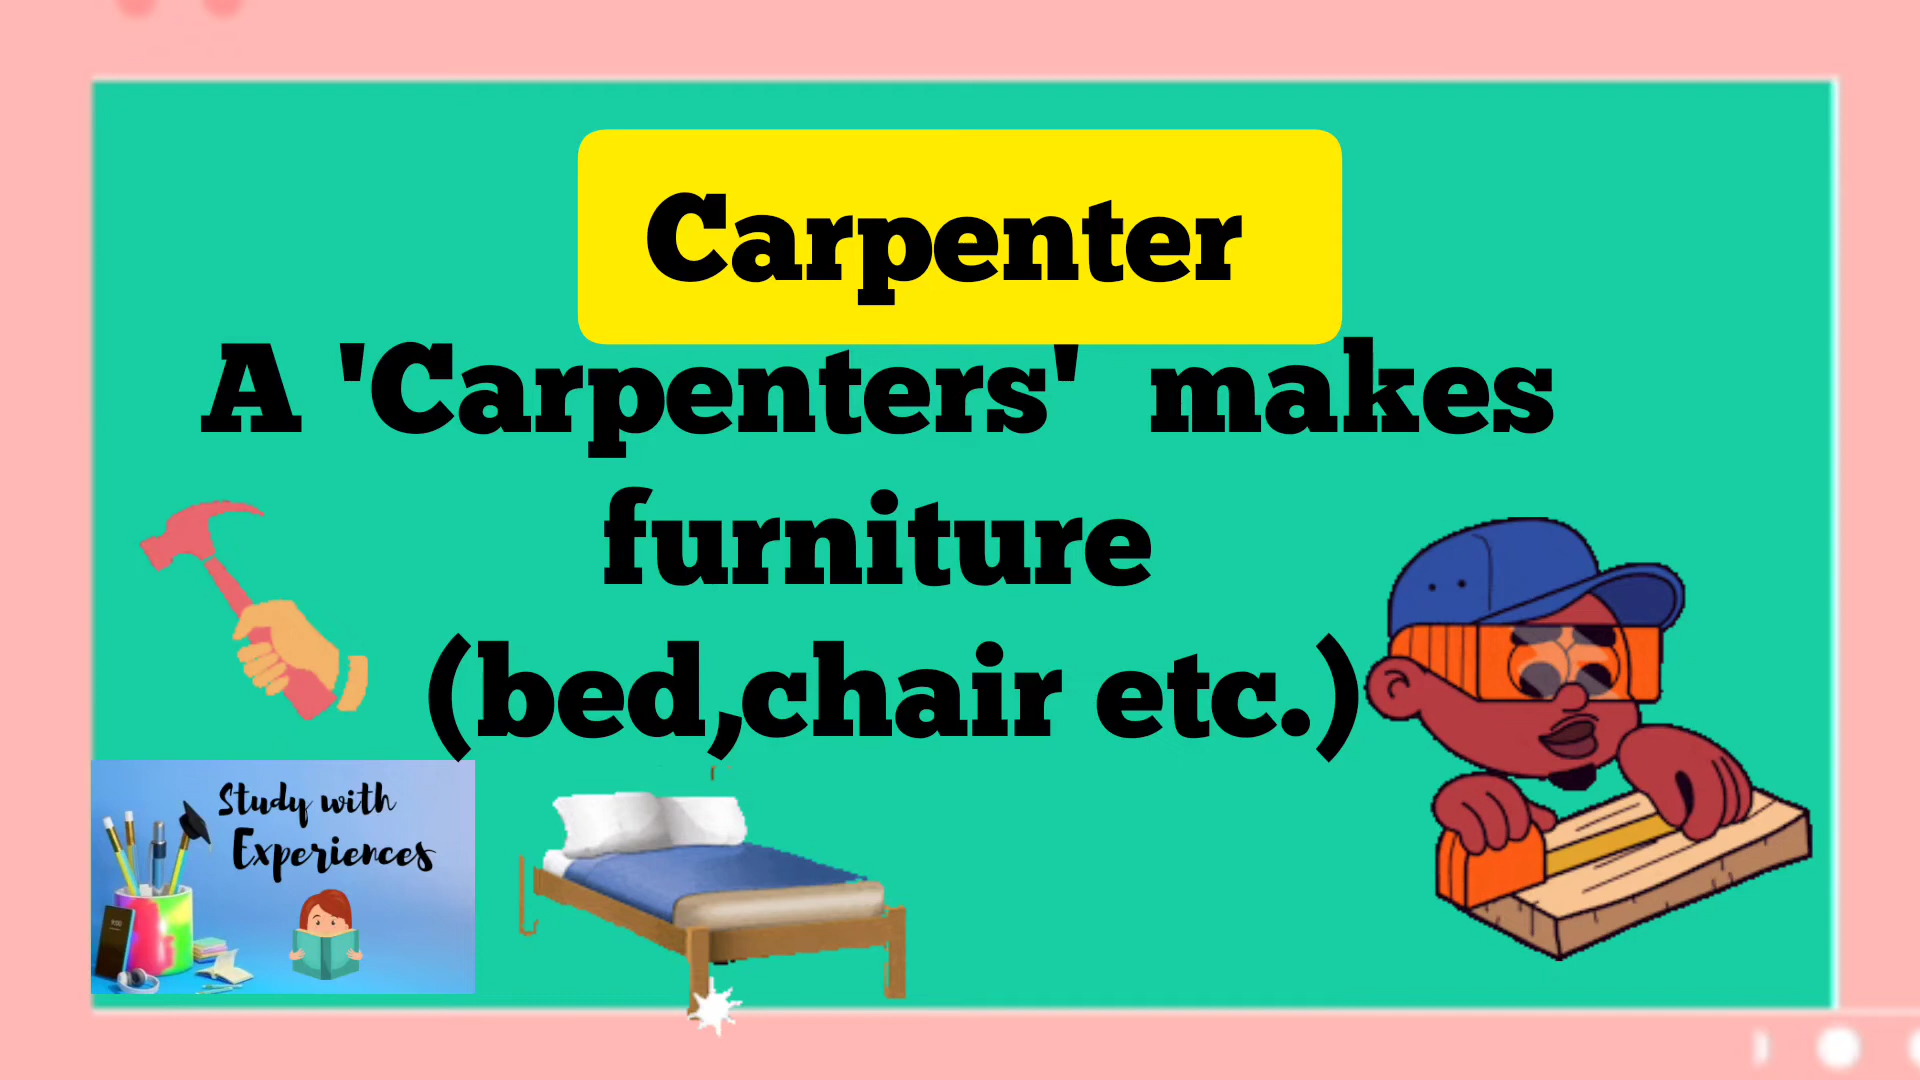 Carpenter
A 'Carpenters' makes
furniture
(bed,chair etc.)
Study with
Experiences